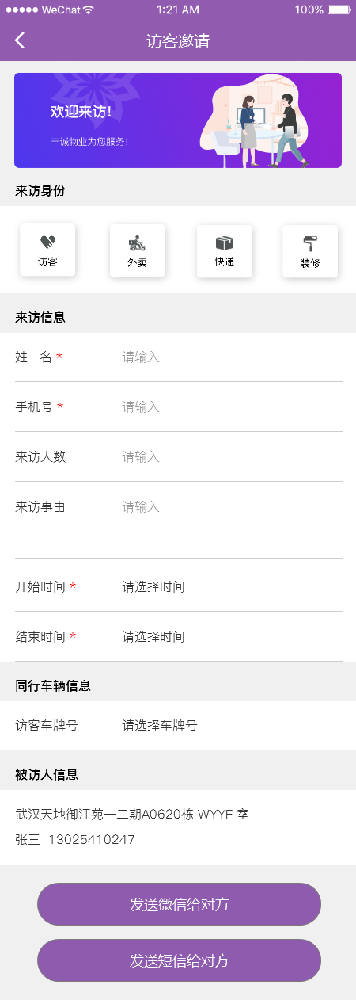 WeChat 1:21 AM 100%
访客邀请
欢迎来访!
丰诚物业为您服务!
来访身份
访客 外卖 快递 装修
来访信息
姓 名 * 请输入
手机号 * 请输入
来访人数 请输入
来访事由 请输入
开始时间 * 请选择时间
结束时间 * 请选择时间
同行车辆信息
访客车牌号 请选择车牌号
被访人信息
武汉天地御江苑一二期A0620栋 WYYF 室
张三 13025410247
发送微信给对方
发送短信给对方